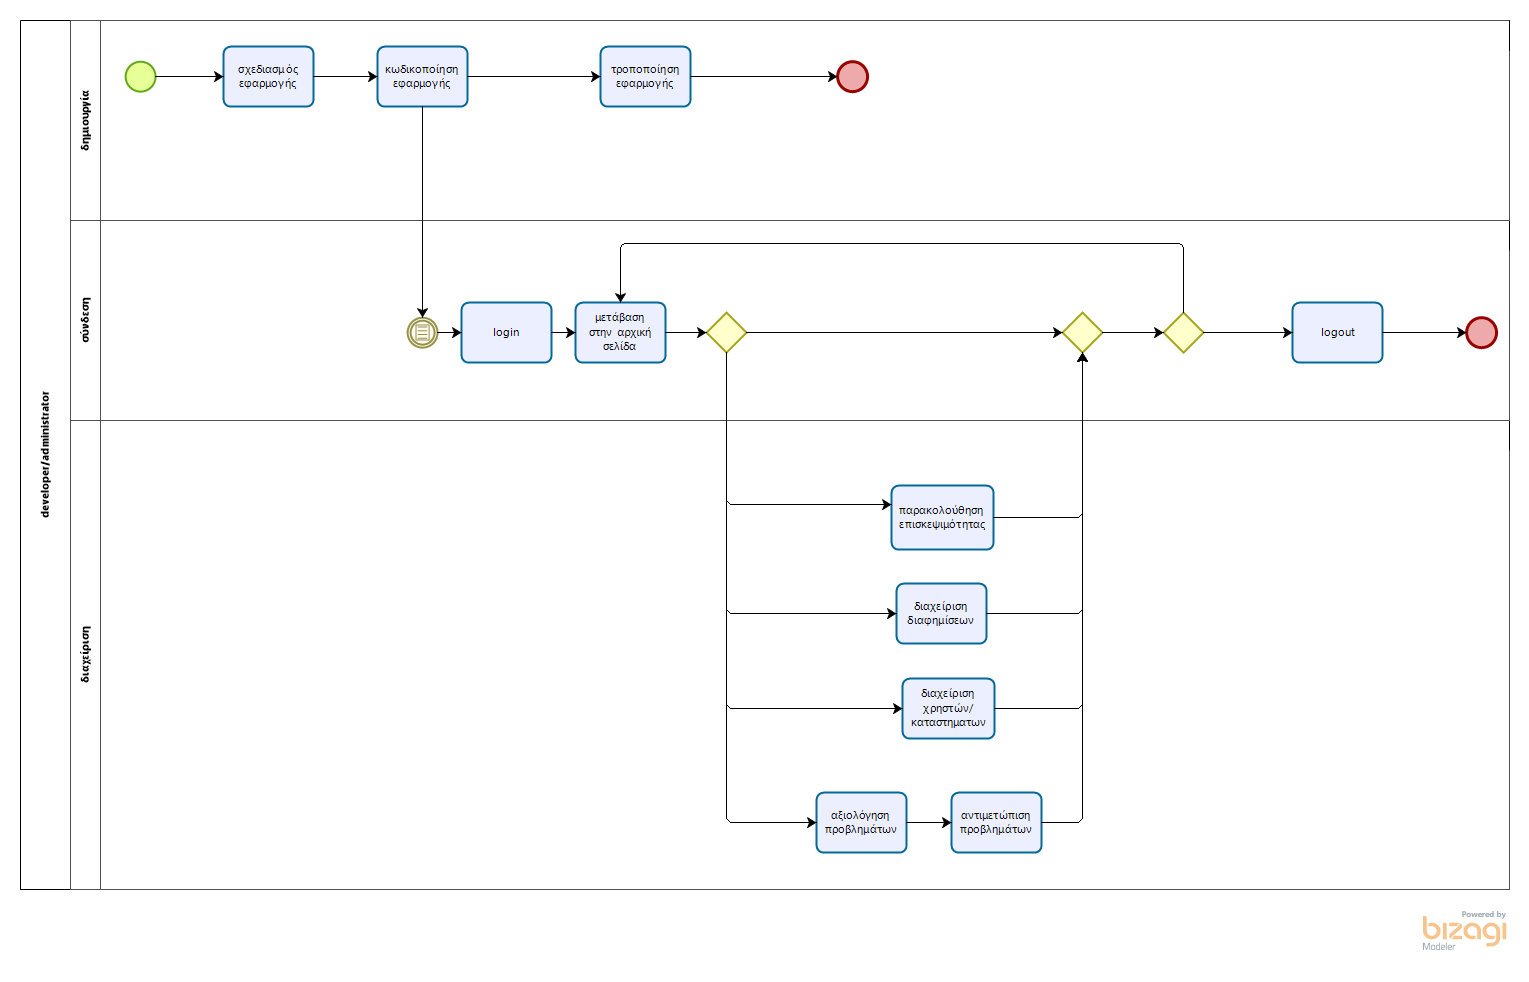 developer/administrator
δημιουργία
σχεδιασμός
εφαρμογής
κωδικοποίηση
εφαρμογής
τροποποίηση
εφαρμογής
σύνδεση
login
μετάβαση
στην αρχική
σελίδα
logout
διαχείριση
παρακολούθηση
επισκεψιμότητας
διαχείριση
διαφημίσεων
διαχείριση
χρηστών/
καταστηματων
αξιολόγηση
προβλημάτων
αντιμετώπιση
προβλημάτων
Powered by
bizagi
Modeler